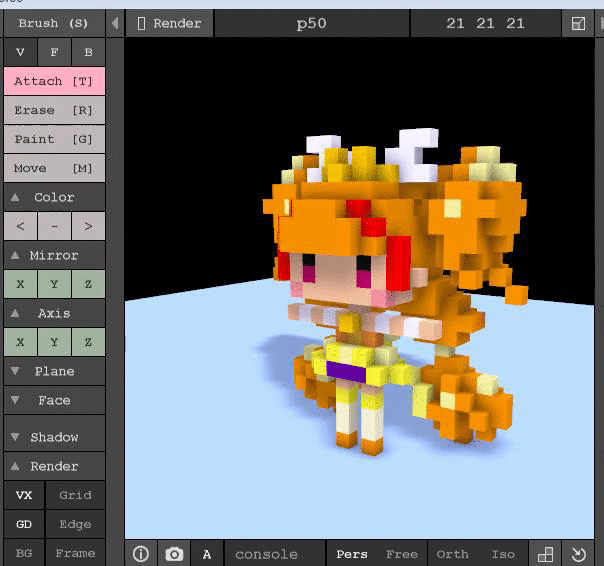 Brush (S)
Render
p50
21 21 21
V F B
Attach [T]
Erase [R]
Paint [G]
Move [M]
Color
< - >
Mirror
X Y Z
Axis
X Y Z
Plane
Face
Shadow
Render
VX Grid
GD Edge
BG Frame
A console Pers Free Orth Iso